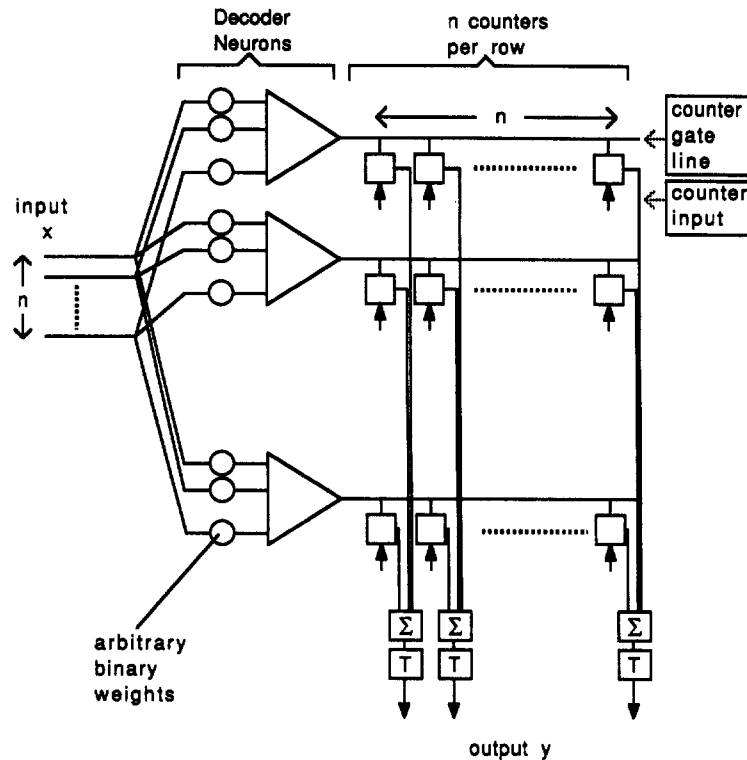 Decoder
Neurons
n counters
per row
n
counter
gate
line
counter
input
input
x
n
arbitrary
binary
weights
Σ
Σ
Σ
T
T
T
output y